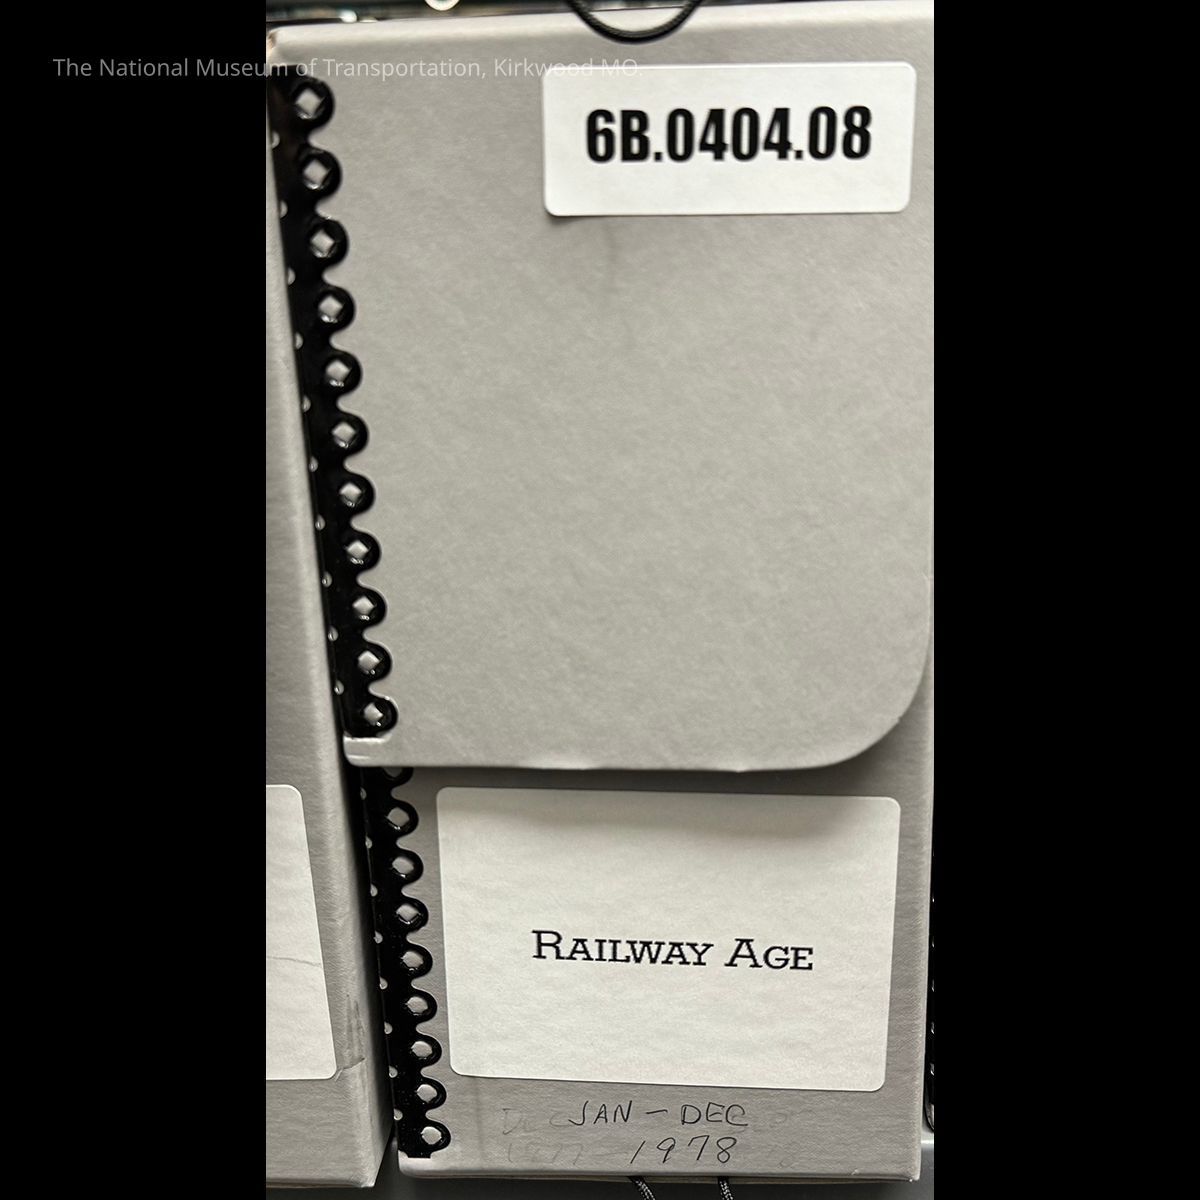 The National Museum of Transportation, Kirkwood MO.
6B.0404.08
RAILWAY AGE
JAN - DEC
1978